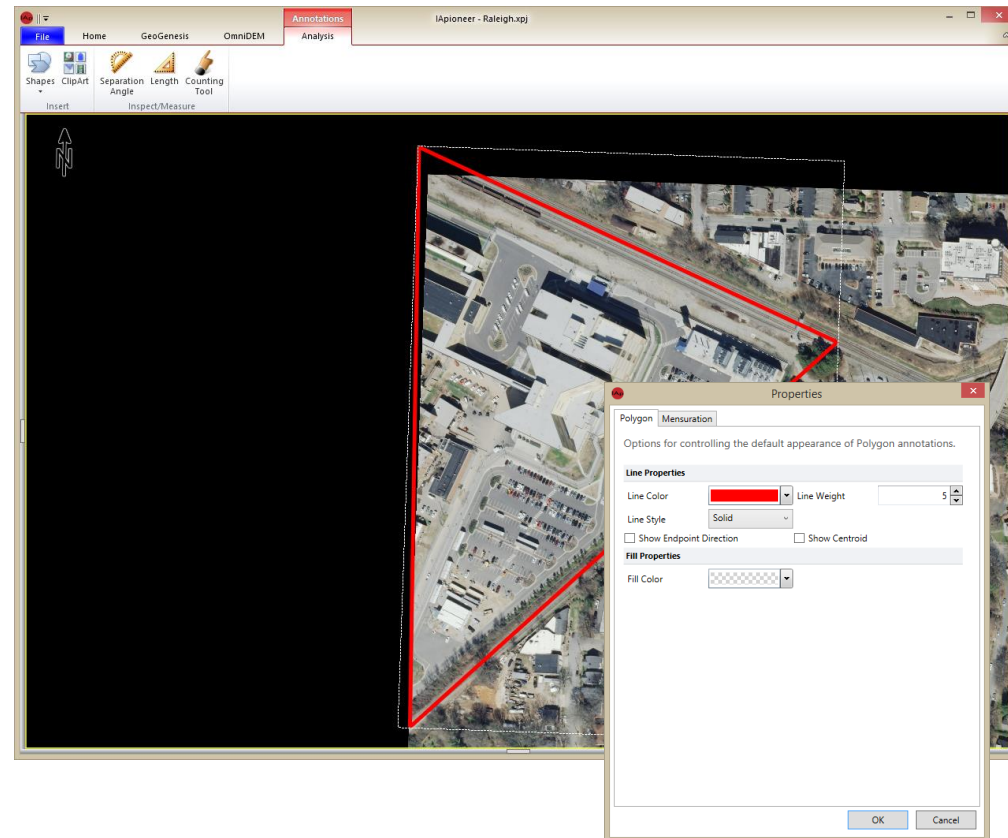 Annotations
IApioneer - Raleigh.xpj
File Home GeoGenesis OmniDEM Analysis
Shapes ClipArt Separation Angle Length Counting Tool
Insert Inspect/Measure
N
Properties
Polygon Mensuration
Options for controlling the default appearance of Polygon annotations.
Line Properties
Line Color Line Weight 5
Line Style Solid
Show Endpoint Direction Show Centroid
Fill Properties
Fill Color
OK Cancel